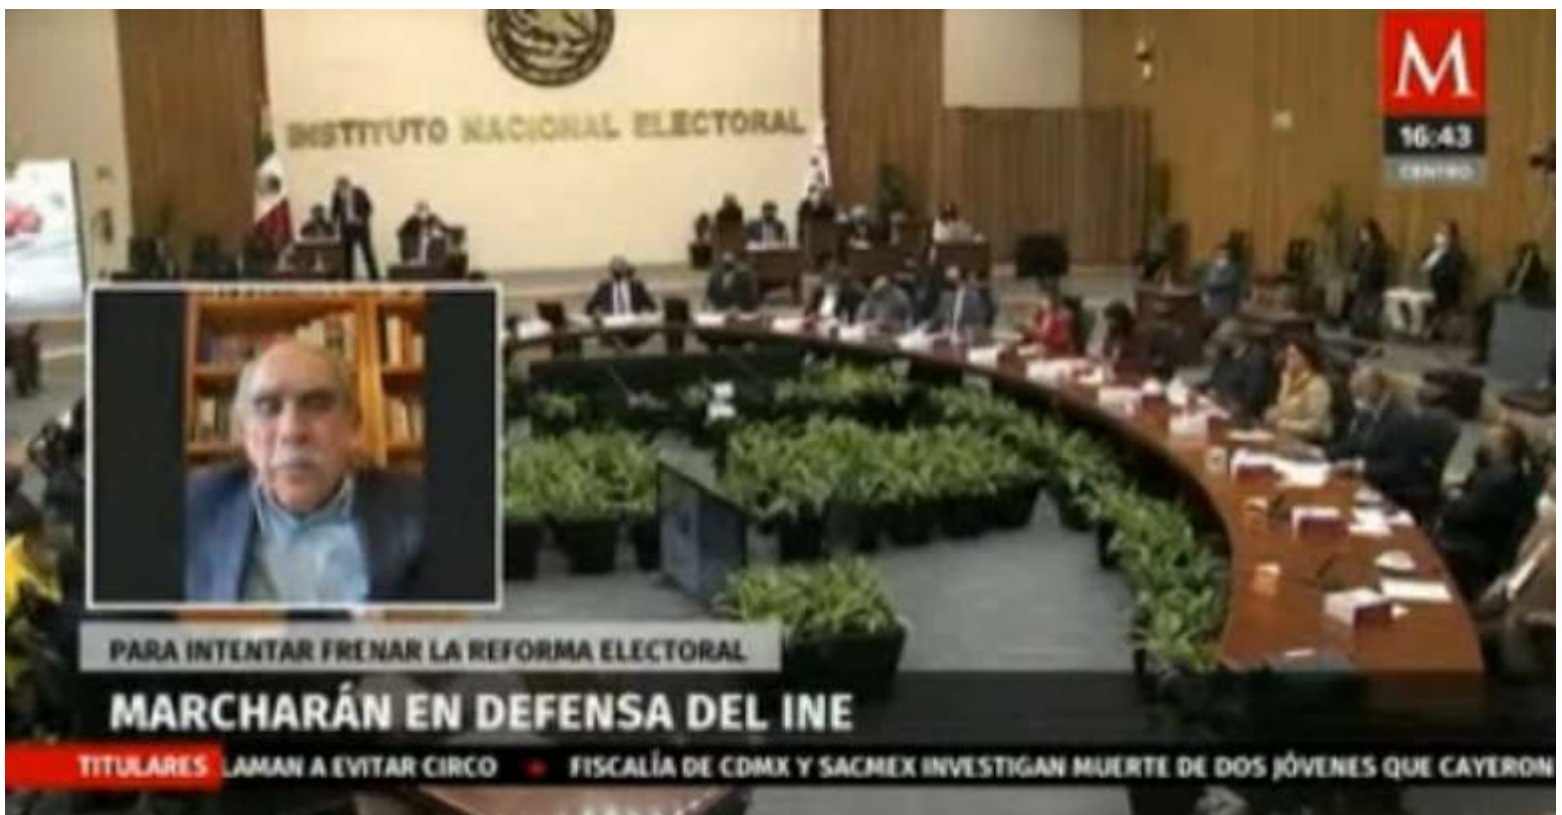 INSTITUTO NACIONAL ELECTORAL
M
16:43
CENTRO
PARA INTENTAR FRENAR LA REFORMA ELECTORAL
MARCHARÁN EN DEFENSA DEL INE
TITULARES LAMAN A EVITAR CIRCO FISCALÍA DE CDMX Y SACMEX INVESTIGAN MUERTE DE DOS JÓVENES QUE CAYERON